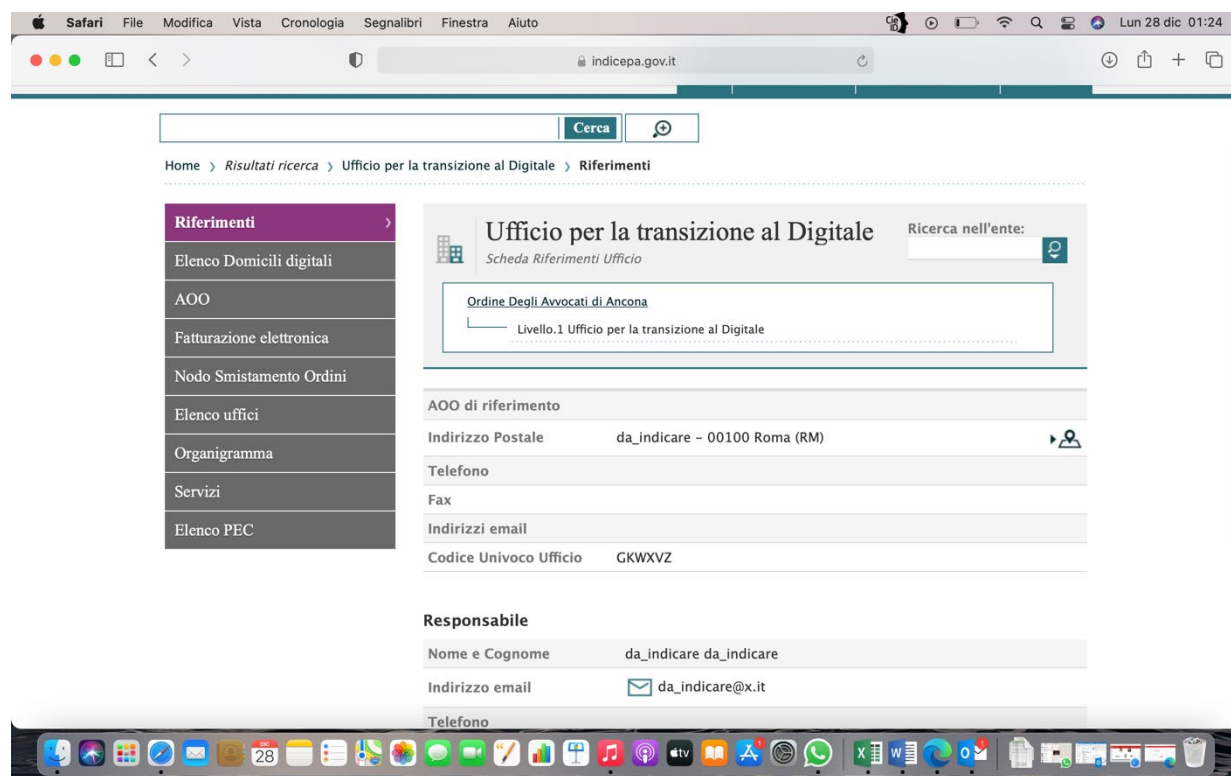 Safari File Modifica Vista Cronologia Segnalibri Finestra Aiuto Lun 28 dic 01:24
indicepa.gov.it
Cerca
Home > Risultati ricerca > Ufficio per la transizione al Digitale > Riferimenti
Riferimenti
Elenco Domicili digitali
AOO
Fatturazione elettronica
Nodo Smistamento Ordini
Elenco uffici
Organigramma
Servizi
Elenco PEC
Ufficio per la transizione al Digitale
Scheda Riferimenti Ufficio
Ricerca nell'ente:
Ordine Degli Avvocati di Ancona
Livello.1 Ufficio per la transizione al Digitale
AOO di riferimento
Indirizzo Postale da_indicare - 00100 Roma (RM)
Telefono
Fax
Indirizzi email
Codice Univoco Ufficio GKWXVZ
Responsabile
Nome e Cognome da_indicare da_indicare
Indirizzo email da_indicare@x.it
Telefono
DIC
28
tv